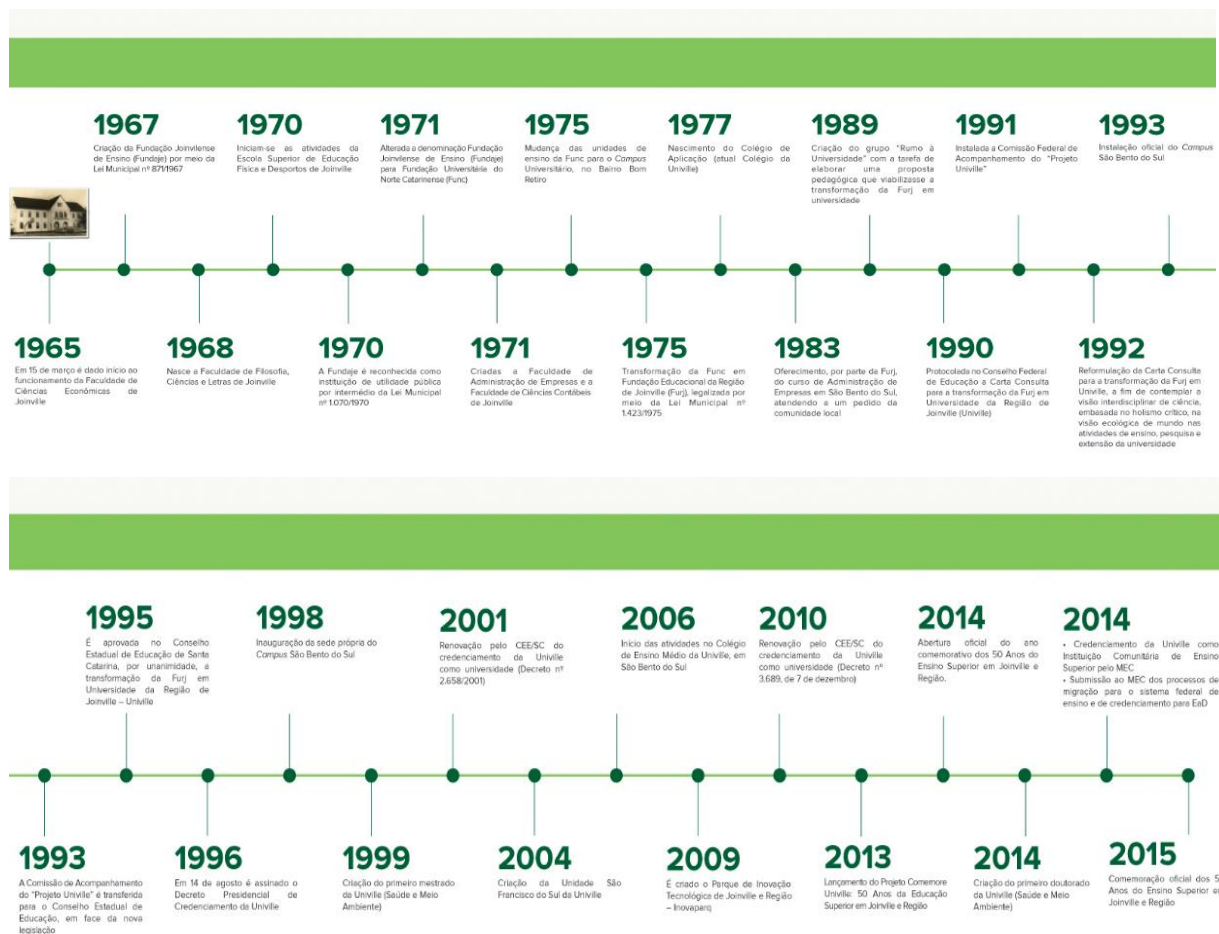 1967
Criação da Fundação Joinvilense
de Ensino (Fundaje) por meio da
Lei Municipal nº 871/1967
1970
Iniciam-se as atividades da
Escola Superior de Educação
Física e Desportos de Joinville
1971
Alterada a denominação Fundação
Joinvilense de Ensino (Fundaje)
para Fundação Universitária do
Norte Catarinense (Func)
1975
Mudança das unidades de
ensino da Func para o Campus
Universitário, no Bairro Bom
Retiro
1977
Nascimento do Colégio de
Aplicação (atual Colégio da
Univille)
1989
Criação do grupo "Rumo à
Universidade" com a tarefa de
elaborar uma proposta
pedagógica que viabilizasse a
transformação da Furj em
universidade
1991
Instalada a Comissão Federal de
Acompanhamento do "Projeto
Univille"
1993
Instalação oficial do Campus
São Bento do Sul
1965
Em 15 de março é dado início ao
funcionamento da Faculdade de
Ciências Econômicas de
Joinville
1968
Nasce a Faculdade de Filosofia,
Ciências e Letras de Joinville
1970
A Fundaje é reconhecida como
instituição de utilidade pública
por intermédio da Lei Municipal
nº 1.070/1970
1971
Criadas a Faculdade de
Administração de Empresas e a
Faculdade de Ciências Contábeis
de Joinville
1975
Transformação da Func em
Fundação Educacional da Região
de Joinville (Furj), legalizada por
meio da Lei Municipal nº
1.423/1975
1983
Oferecimento, por parte da Furj,
do curso de Administração de
Empresas em São Bento do Sul,
atendendo a um pedido da
comunidade local
1990
Protocolada no Conselho Federal
de Educação a Carta Consulta
para a transformação da Furj em
Universidade da Região de
Joinville (Univille)
1992
Reformulação da Carta Consulta
para a transformação da Furj em
Univille, a fim de contemplar a
visão interdisciplinar de ciência,
embasada no holismo crítico, na
visão ecológica de mundo nas
atividades de ensino, pesquisa e
extensão da universidade
1995
É aprovada no Conselho
Estadual de Educação de Santa
Catarina, por unanimidade, a
transformação da Furj em
Universidade da Região de
Joinville – Univille
1998
Inauguração da sede própria do
Campus São Bento do Sul
2001
Renovação pelo CEE/SC do
credenciamento da Univille
como universidade (Decreto nº
2.658/2001)
2006
Início das atividades no Colégio
de Ensino Médio da Univille, em
São Bento do Sul
2010
Renovação pelo CEE/SC do
credenciamento da Univille
como universidade (Decreto nº
3.689, de 7 de dezembro)
2014
Abertura oficial do ano
comemorativo dos 50 Anos do
Ensino Superior em Joinville e
Região.
2014
• Credenciamento da Univille como
Instituição Comunitária de Ensino
Superior pelo MEC
• Submissão ao MEC dos processos de
migração para o sistema federal de
ensino e de credenciamento para EaD
1993
A Comissão de Acompanhamento
do "Projeto Univille" é transferida
para o Conselho Estadual de
Educação, em face da nova
legislação
1996
Em 14 de agosto é assinado o
Decreto Presidencial de
Credenciamento da Univille
1999
Criação do primeiro mestrado
da Univille (Saúde e Meio
Ambiente)
2004
Criação da Unidade São
Francisco do Sul da Univille
2009
É criado o Parque de Inovação
Tecnológica de Joinville e Região
– Inovaparq
2013
Lançamento do Projeto Comemore
Univille: 50 Anos da Educação
Superior em Joinville e Região
2014
Criação do primeiro doutorado
da Univille (Saúde e Meio
Ambiente)
2015
Comemoração oficial dos 5
Anos do Ensino Superior e
Joinville e Região